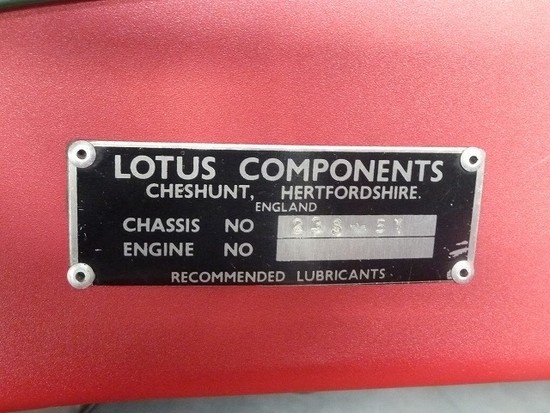 LOTUS COMPONENTS
CHESHUNT, HERTFORDSHIRE.
ENGLAND
CHASSIS NO
ENGINE NO
RECOMMENDED LUBRICANTS